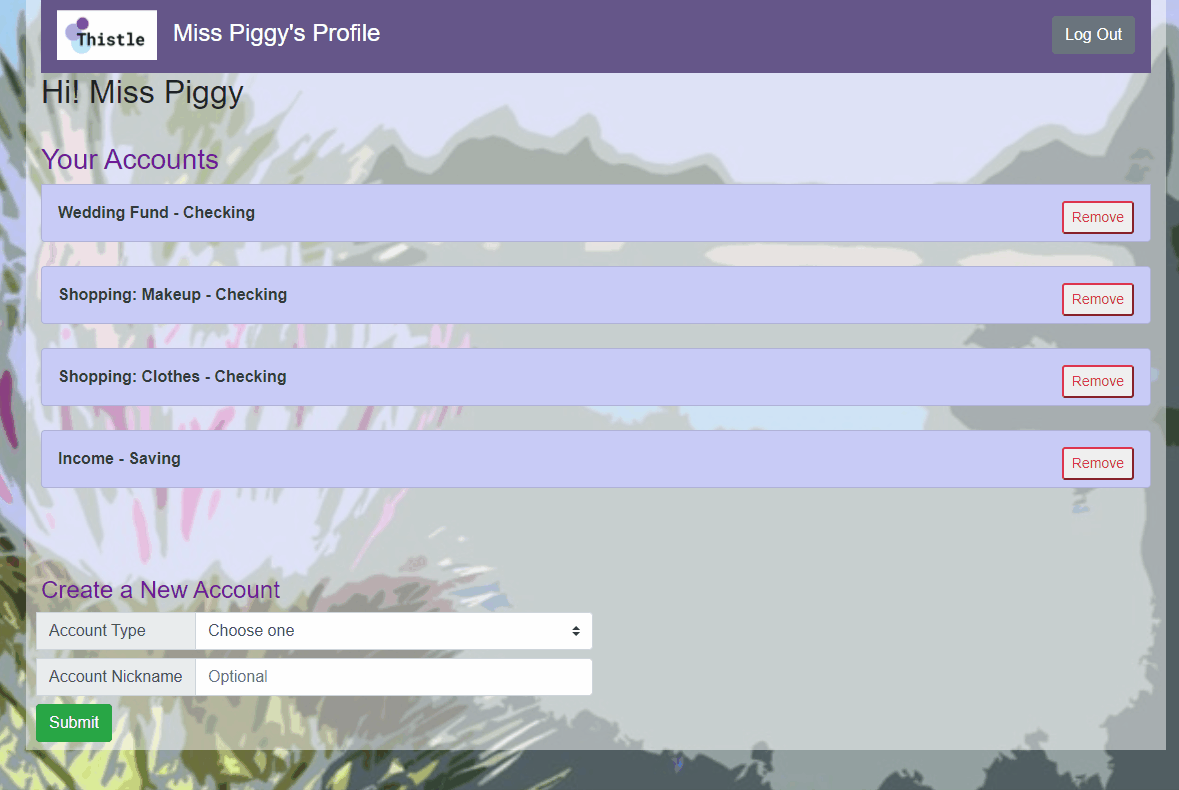 Thistle
Miss Piggy's Profile
Log Out
Hi! Miss Piggy
Your Accounts
Wedding Fund - Checking
Remove
Shopping: Makeup - Checking
Remove
Shopping: Clothes - Checking
Remove
Income - Saving
Remove
Create a New Account
Account Type
Choose one
Account Nickname
Optional
Submit